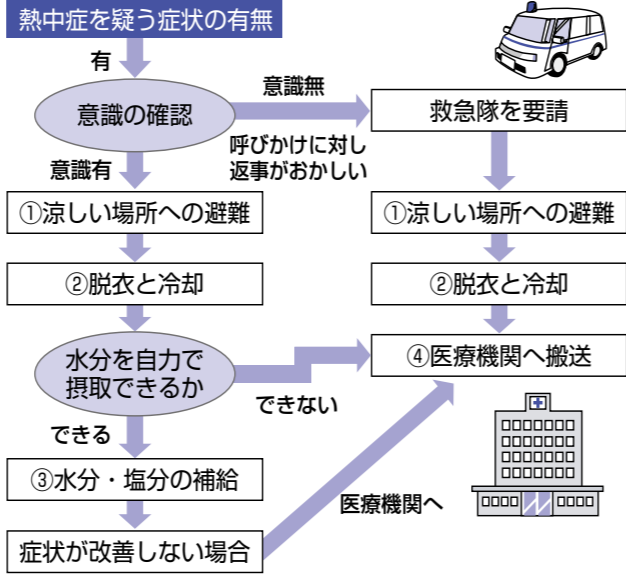 熱中症を疑う症状の有無
有
意識の確認
意識無
呼びかけに対し
返事がおかしい
救急隊を要請
意識有
①涼しい場所への避難
①涼しい場所への避難
②脱衣と冷却
②脱衣と冷却
水分を自力で
摂取できるか
できない
④医療機関へ搬送
できる
③水分・塩分の補給
医療機関へ
症状が改善しない場合